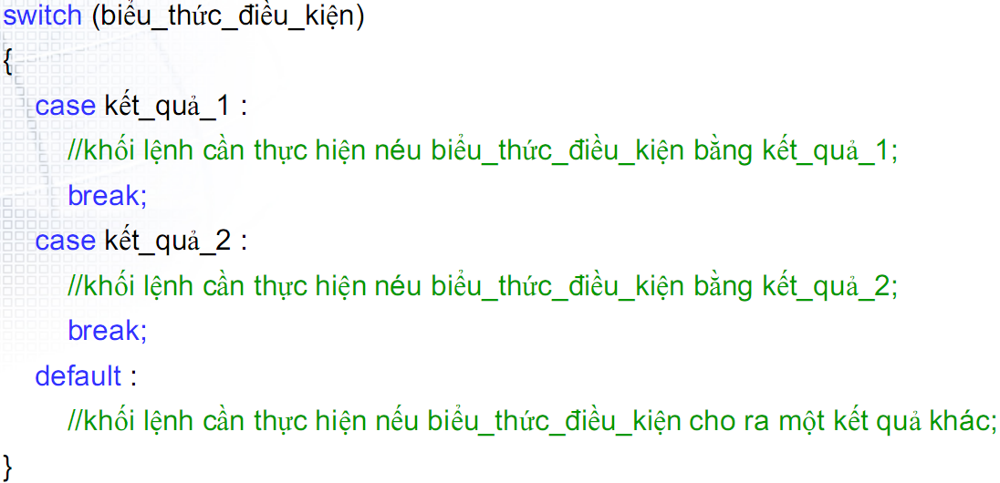 switch (biểu_thức_điều_kiện)
{
case kết_quả_1 :
//khối lệnh cần thực hiện néu biểu_thức_điều_kiện bằng kết_quả_1;
break;
case kết_quả_2 :
//khối lệnh cần thực hiện néu biểu_thức_điều_kiện bằng kết_quả_2;
break;
default :
//khối lệnh cần thực hiện nếu biểu_thức_điều_kiện cho ra một kết quả khác;
}